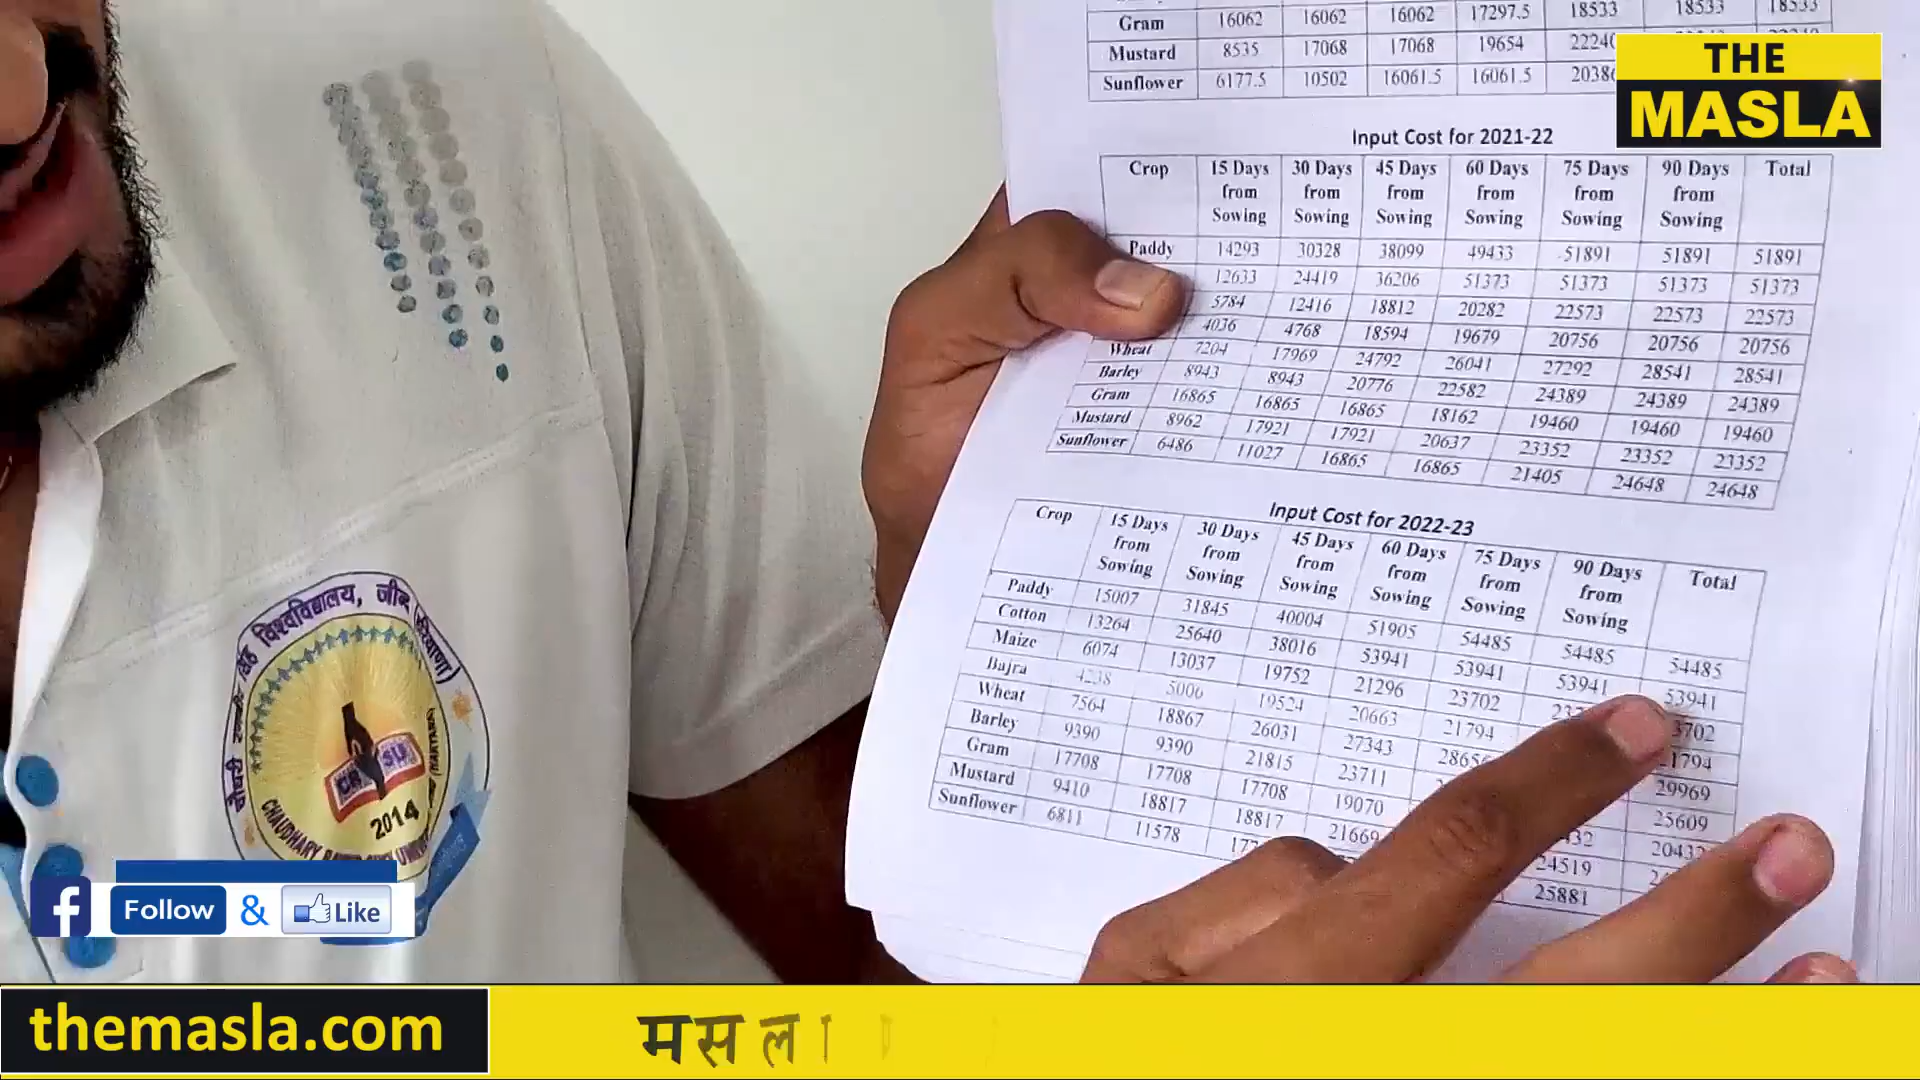 Gram 16062 16062 16062 17297.5 18533 18533 18533
Mustard 8535 17068 17068 19654
Sunflower 6177.5 10502 16061.5 16061.5
THE
MASLA
Input Cost for 2021-22
Crop 15 Days from Sowing 30 Days from Sowing 45 Days from Sowing 60 Days from Sowing 75 Days from Sowing 90 Days from Sowing Total
Paddy 14293 30328 38099 49433 51891 51891 51891
12633 24419 36206 51373 51373 51373 51373
5784 12416 18812 20282 22573 22573 22573
4036 4768 18594 19679 20756 20756 20756
Wheat 7204 17969 24792 26041 27292 28541 28541
Barley 8943 8943 20776 22582 24389 24389 24389
Gram 16865 16865 16865 18162 19460 19460 19460
Mustard 8962 17921 17921 20637 23352 23352 23352
Sunflower 6486 11027 16865 16865 21405 24648 24648
Input Cost for 2022-23
Crop 15 Days from Sowing 30 Days from Sowing 45 Days from Sowing 60 Days from Sowing 75 Days from Sowing 90 Days from Sowing Total
Paddy 15007 31845 40004 51905 54485 54485 54485
Cotton 13264 25640 38016 53941 53941 53941 53941
Maize 6074 13037 19752 21296 23702
Bajra 4238 5006 19524 20663 21794
Wheat 7564 18867 26031 27343 29969
Barley 9390 9390 21815 23711 25609
Gram 17708 17708 17708 19070
Mustard 9410 18817 18817 21669 24519
Sunflower 6811 11578 25881
चौधरी रणबीर सिंह विश्वविद्यालय, जीन्द (हरियाणा)
2014
CHAUDHARY
Follow & Like
themasla.com
मसला